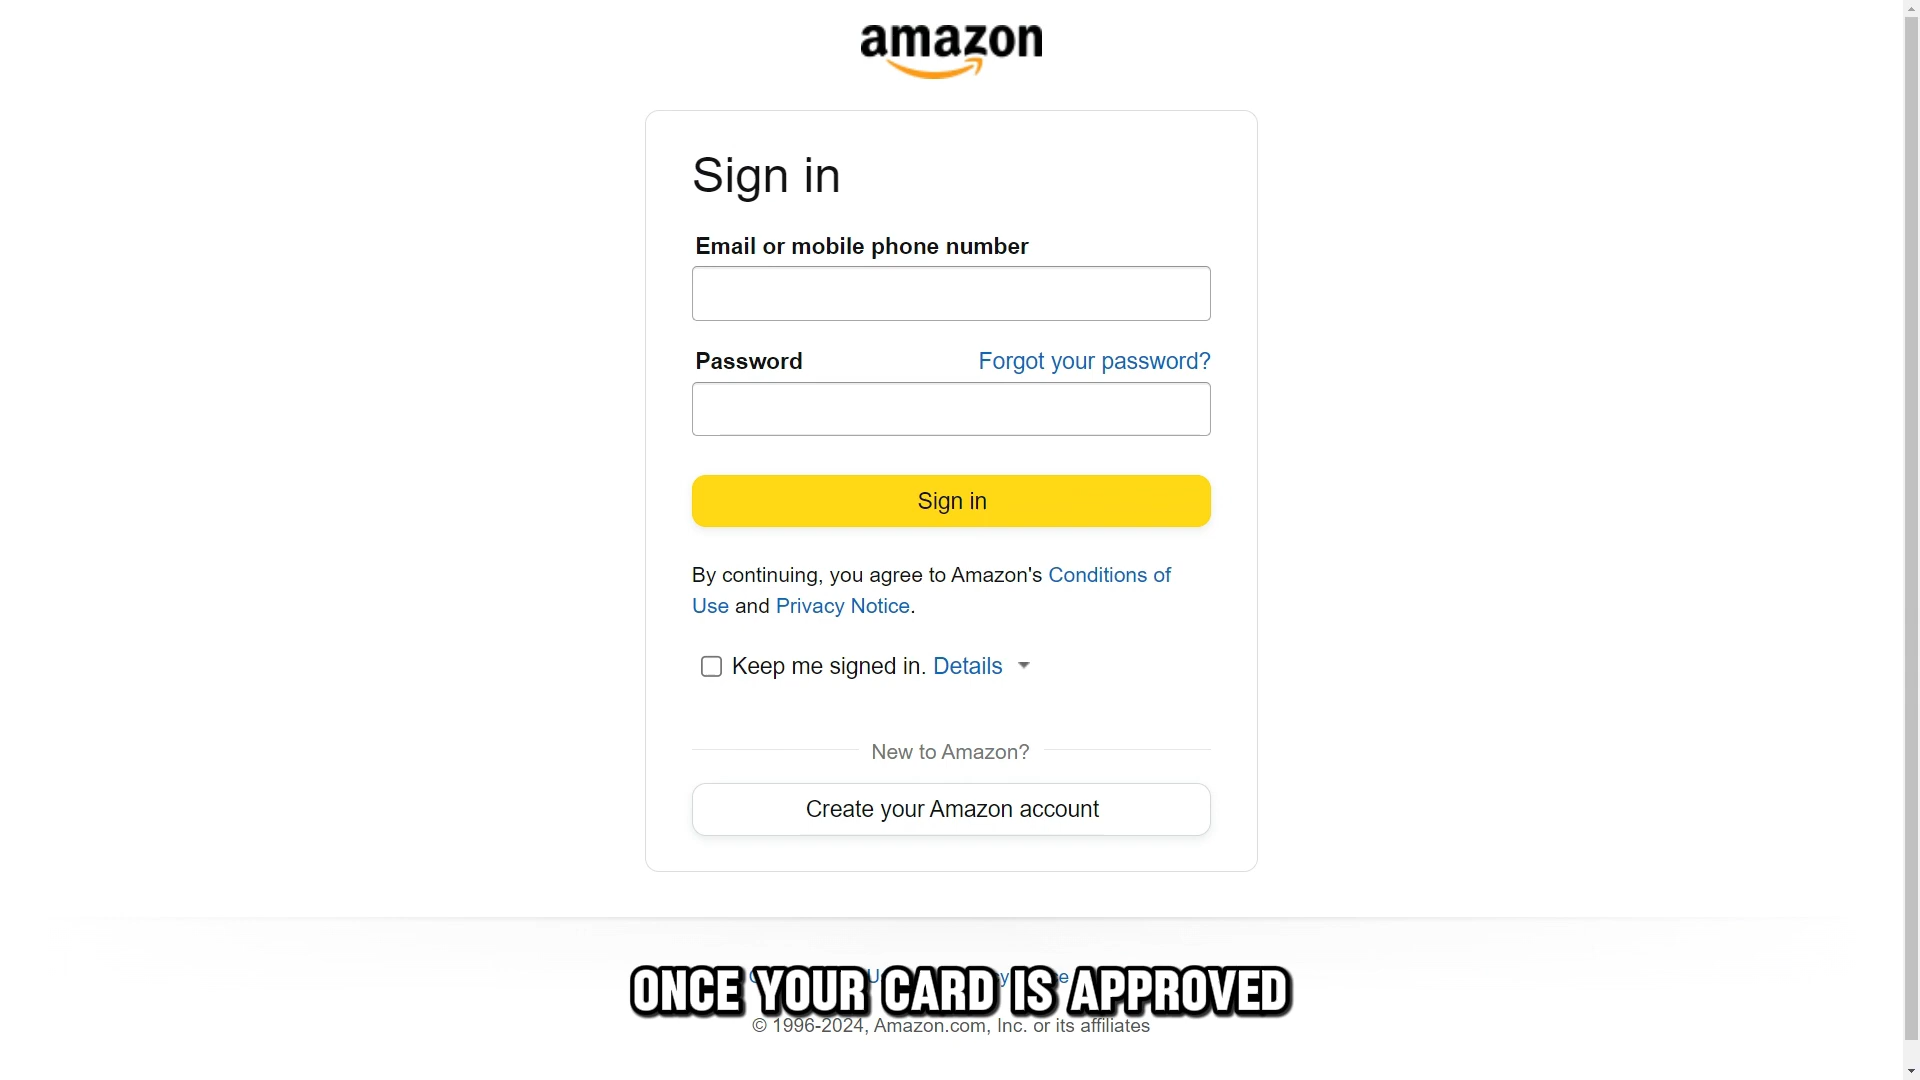 amazon
Sign in
Email or mobile phone number
Password
Forgot your password?
Sign in
By continuing, you agree to Amazon's Conditions of
Use and Privacy Notice.
Keep me signed in. Details
New to Amazon?
Create your Amazon account
ONCE YOUR CARD IS APPROVED
© 1996-2024, Amazon.com, Inc. or its affiliates